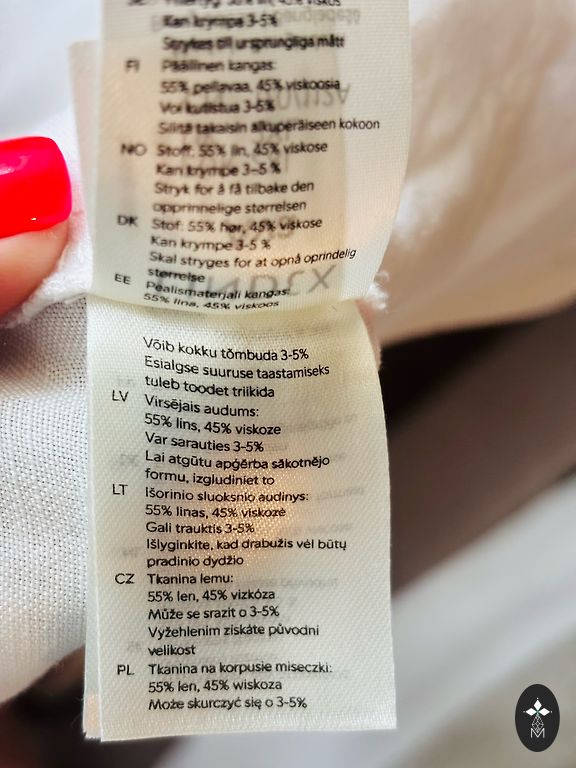 Kan krympa 3-5%
Strykes till ursprungliga mått
FI Päällinen kangas:
55% pellavaa, 45% viskoosia
Voi kutistua 3-5%
Silitä takaisin alkuperäiseen kokoon
NO Stoff: 55% lin, 45% viskose
Kan krympe 3-5 %
Stryk for å få tilbake den
opprinnelige størrelsen
DK Stof: 55% hør, 45% viskose
Kan krympe 3-5 %
Skal stryges for at opnå oprindelig
størrelse
EE Pealismaterjali kangas:
55% lina, 45% viskoos
Võib kokku tõmbuda 3-5%
Esialgse suuruse taastamiseks
tuleb toodet triikida
LV Virsējais audums:
55% lins, 45% viskoze
Var sarauties 3-5%
Lai atgūtu apģērba sākotnējo
formu, izgludiniet to
LT Išorinio sluoksnio audinys:
55% linas, 45% viskozė
Gali trauktis 3-5%
Išlyginkite, kad drabužis vėl būtų
pradinio dydžio
CZ Tkanina lemu:
55% len, 45% vizkóza
Může se srazit o 3-5%
Vyžehlením získáte původní
velikost
PL Tkanina na korpusie miseczki:
55% len, 45% wiskoza
Może skurczyć się o 3-5%
M